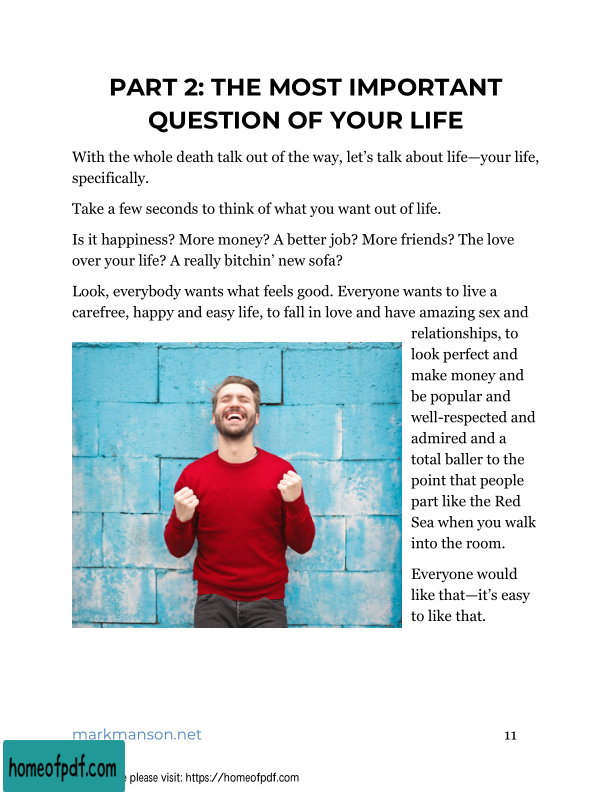 PART 2: THE MOST IMPORTANT
QUESTION OF YOUR LIFE
With the whole death talk out of the way, let’s talk about life—your life,
specifically.
Take a few seconds to think of what you want out of life.
Is it happiness? More money? A better job? More friends? The love
over your life? A really bitchin’ new sofa?
Look, everybody wants what feels good. Everyone wants to live a
carefree, happy and easy life, to fall in love and have amazing sex and
relationships, to
look perfect and
make money and
be popular and
well-respected and
admired and a
total baller to the
point that people
part like the Red
Sea when you walk
into the room.
Everyone would
like that—it’s easy
to like that.
markmanson.net 11
homeofpdf.com
please visit: https://homeofpdf.com